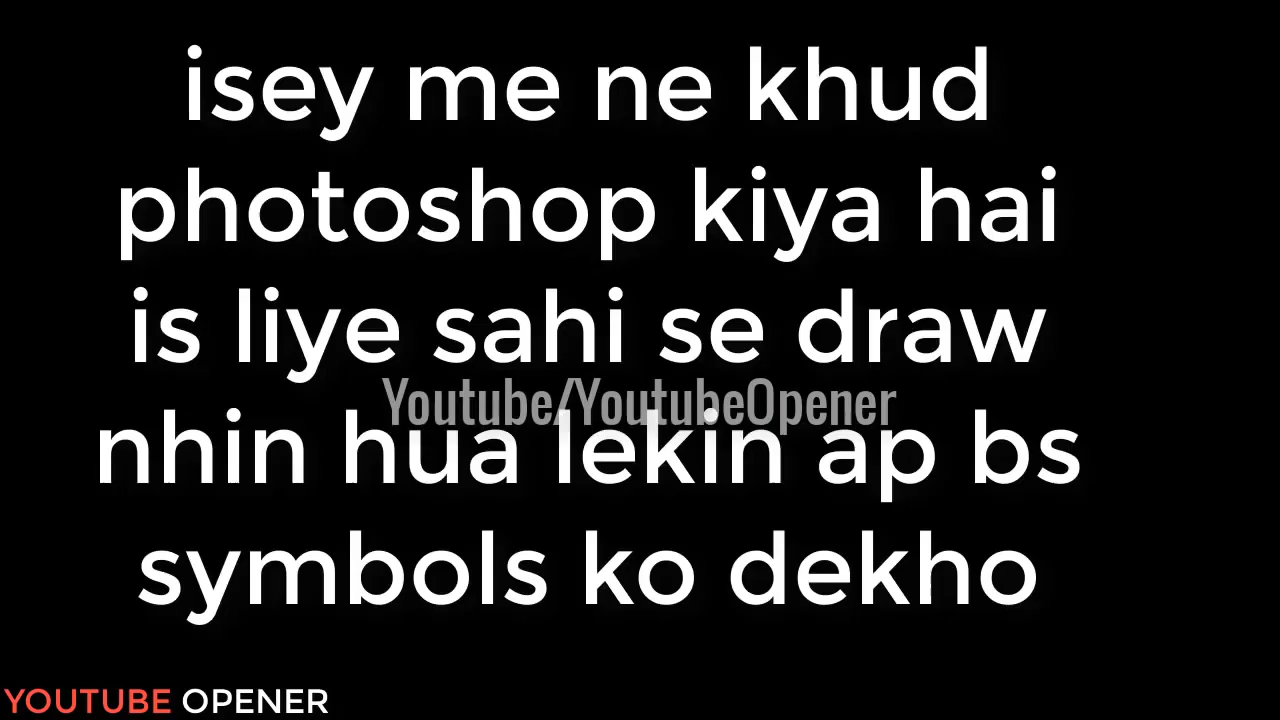 isey me ne khud
photoshop kiya hai
is liye sahi se draw
Youtube/YoutubeOpener
nhin hua lekin ap bs
symbols ko dekho
YOUTUBE OPENER